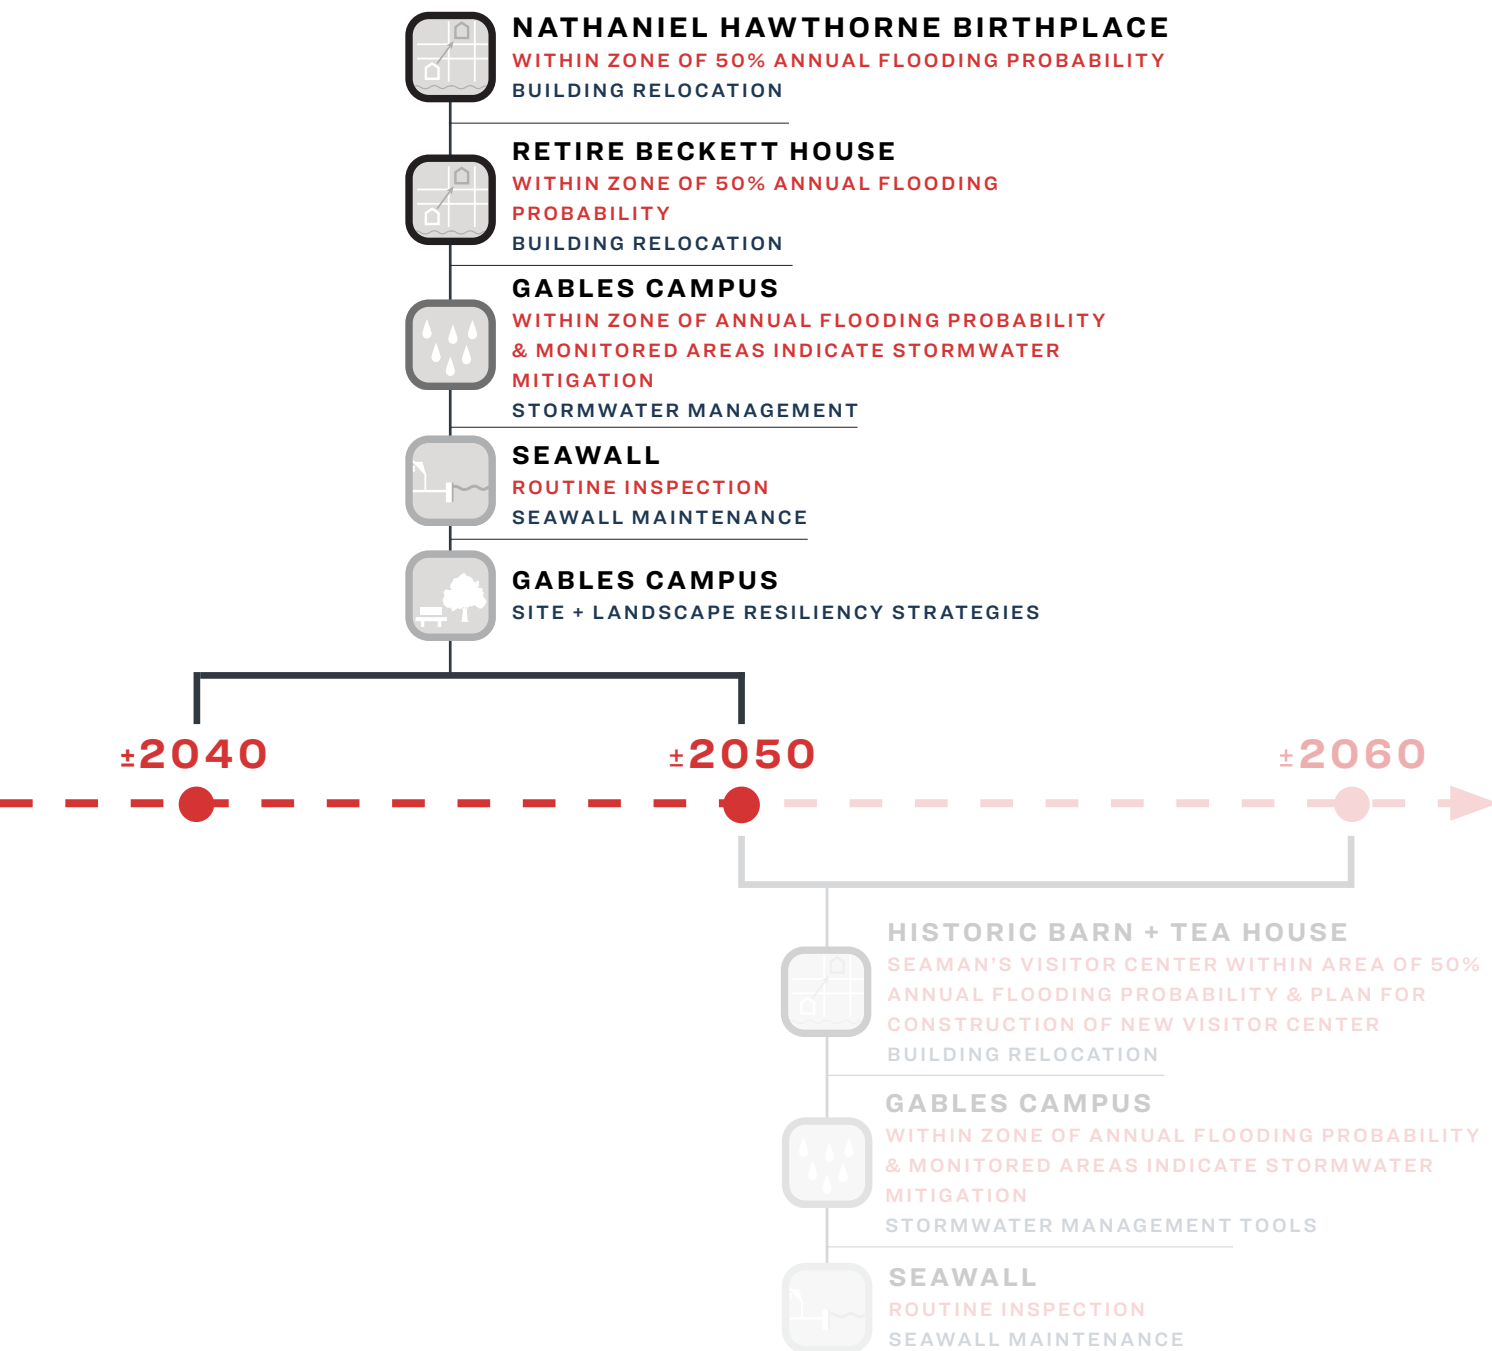 NATHANIEL HAWTHORNE BIRTHPLACE
WITHIN ZONE OF 50% ANNUAL FLOODING PROBABILITY
BUILDING RELOCATION
RETIRE BECKETT HOUSE
WITHIN ZONE OF 50% ANNUAL FLOODING
PROBABILITY
BUILDING RELOCATION
GABLES CAMPUS
WITHIN ZONE OF ANNUAL FLOODING PROBABILITY
& MONITORED AREAS INDICATE STORMWATER
MITIGATION
STORMWATER MANAGEMENT
SEAWALL
ROUTINE INSPECTION
SEAWALL MAINTENANCE
GABLES CAMPUS
SITE + LANDSCAPE RESILIENCY STRATEGIES
±2040
±2050
±2060
HISTORIC BARN + TEA HOUSE
SEAMAN’S VISITOR CENTER WITHIN AREA OF 50%
ANNUAL FLOODING PROBABILITY & PLAN FOR
CONSTRUCTION OF NEW VISITOR CENTER
BUILDING RELOCATION
GABLES CAMPUS
WITHIN ZONE OF ANNUAL FLOODING PROBABILITY
& MONITORED AREAS INDICATE STORMWATER
MITIGATION
STORMWATER MANAGEMENT TOOLS
SEAWALL
ROUTINE INSPECTION
SEAWALL MAINTENANCE